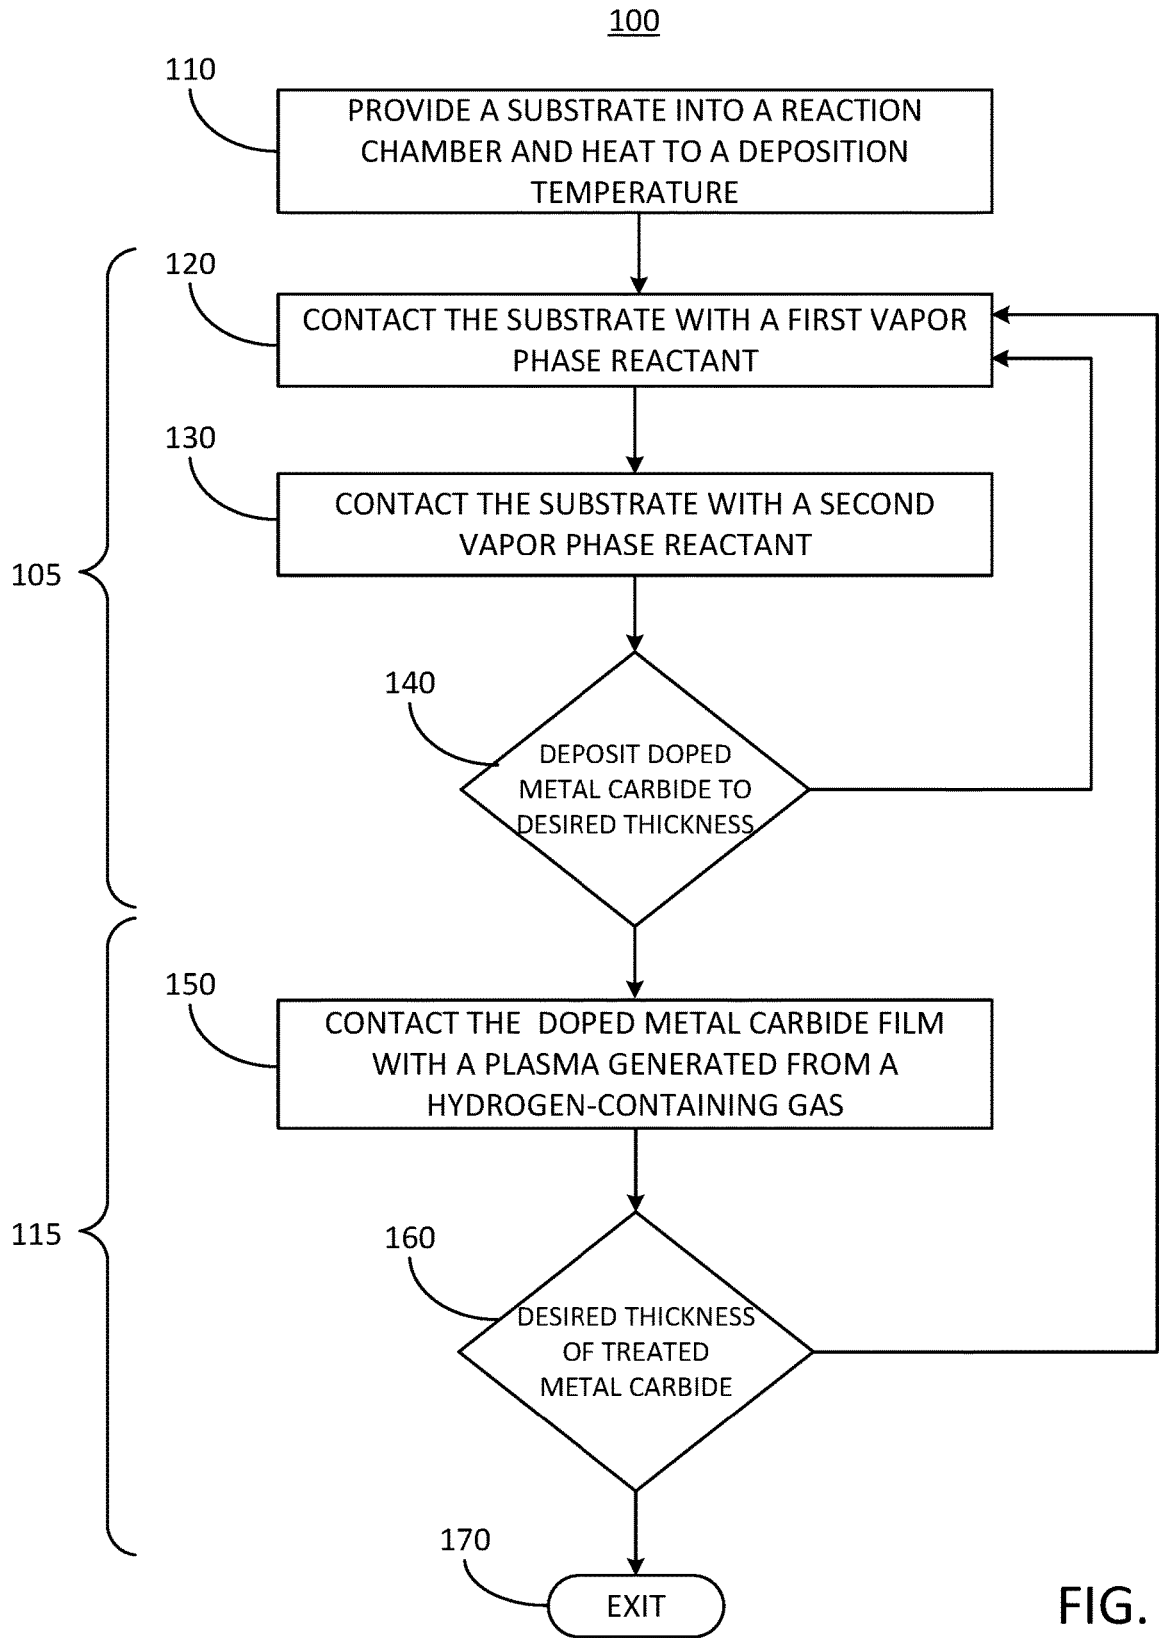 100
110
PROVIDE A SUBSTRATE INTO A REACTION
CHAMBER AND HEAT TO A DEPOSITION
TEMPERATURE
120
CONTACT THE SUBSTRATE WITH A FIRST VAPOR
PHASE REACTANT
130
CONTACT THE SUBSTRATE WITH A SECOND
VAPOR PHASE REACTANT
105
140
DEPOSIT DOPED
METAL CARBIDE TO
DESIRED THICKNESS
150
CONTACT THE DOPED METAL CARBIDE FILM
WITH A PLASMA GENERATED FROM A
HYDROGEN-CONTAINING GAS
115
160
DESIRED THICKNESS
OF TREATED
METAL CARBIDE
170
EXIT
FIG.